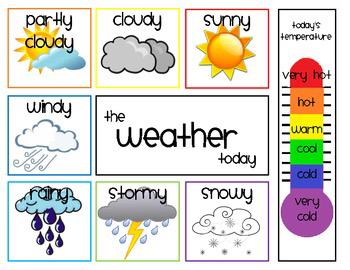 partly
cloudy
cloudy
sunny
windy
the
weather
today
rainy
stormy
snowy
today's
temperature
very hot
hot
warm
cool
cold
very
cold